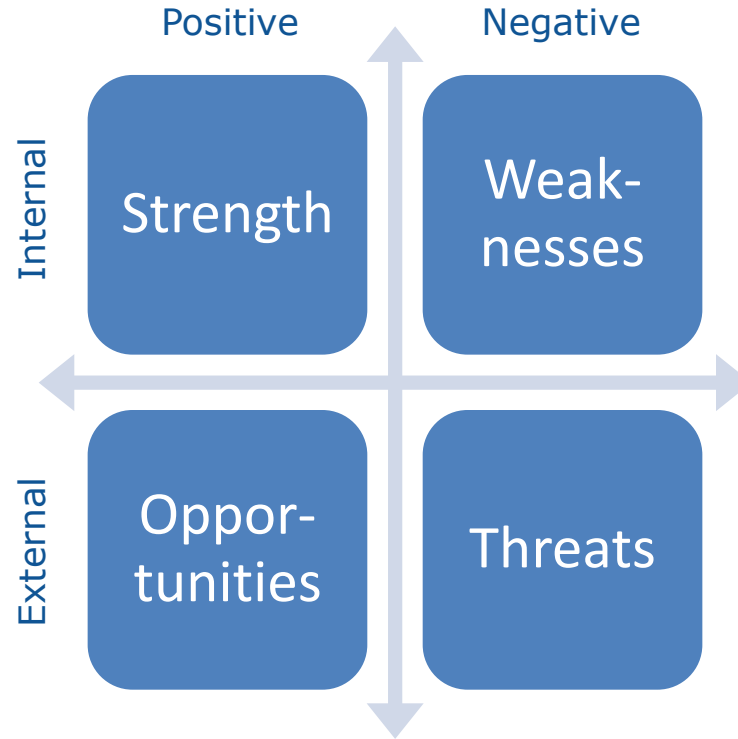 Positive
Negative
Internal
Strength
Weak-
nesses
External
Oppor-
tunities
Threats